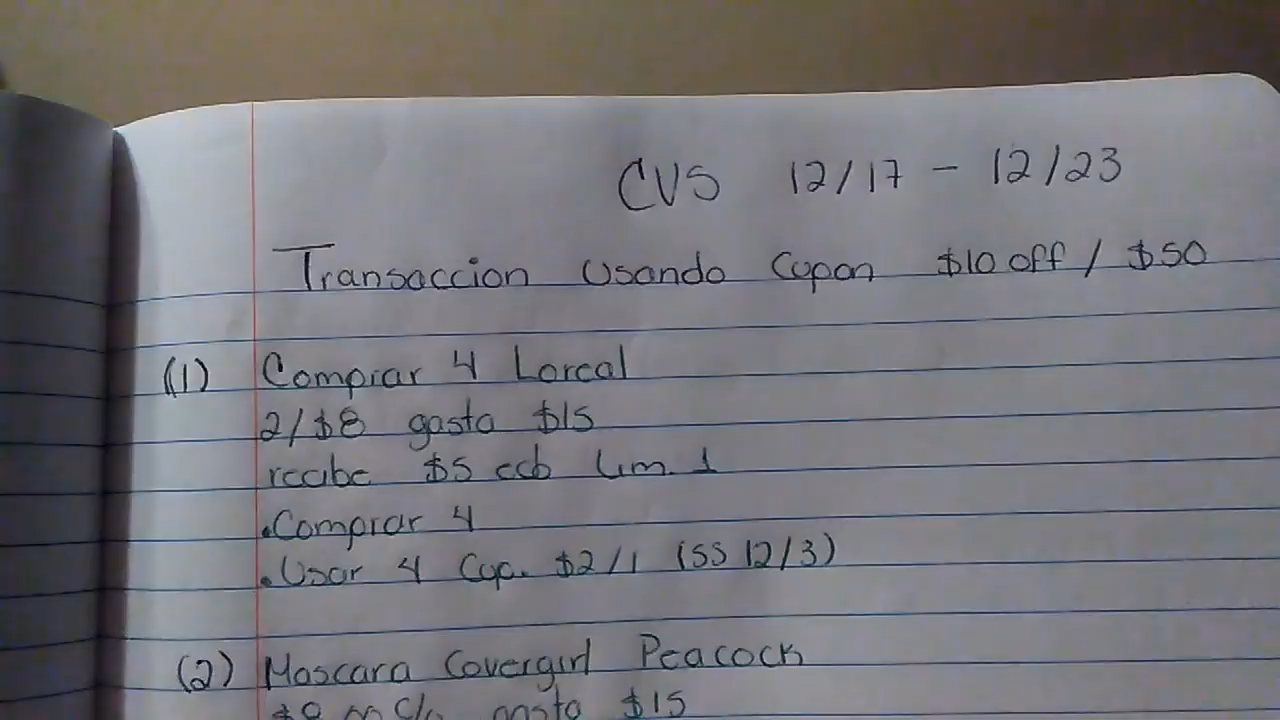 CVS 12/17 - 12/23
Transaccion Usando Cupon $10 off / $50
(1) Comprar 4 Loreal
2/$8 gasta $15
recibe $5 ecb Lim. 1
.Comprar 4
.Usar 4 Cup. $2/1 (SS 12/3)
(2) Mascara Covergirl Peacock
gasta $15